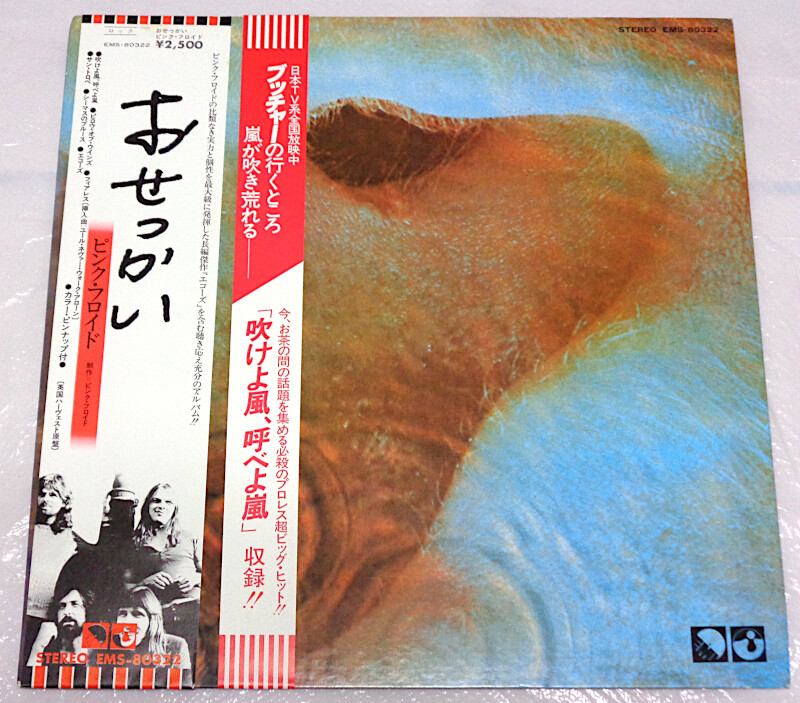 ロック
おせっかい
ピンク・フロイド
EMS-80322 ¥2,500
●吹けよ風、呼べよ嵐 ●ピロウ・オブ・ウインズ ●フィアレス[挿入曲:ユール・ネヴァー・ウォーク・アローン]
●サン・トロペ ●シーマスのブルース ●エコーズ ●カラー・ピンナップ付●
[英国ハーヴェスト原盤]
おせっかい
ピンク・フロイド
制作:ピンク・フロイド
ピンク・フロイドの比類なき実力と個性を最大級に発揮した長編傑作「エコーズ」を含む聴き応え充分のアルバム!!
STEREO EMS-80322
日本TV系全国放映中
ブッチャーの行くところ
嵐が吹き荒れる——
今、お茶の間の話題を集める必殺のプロレス超ビッグ・ヒット!!
「吹けよ風、呼べよ嵐」収録!!
STEREO EMS-80322